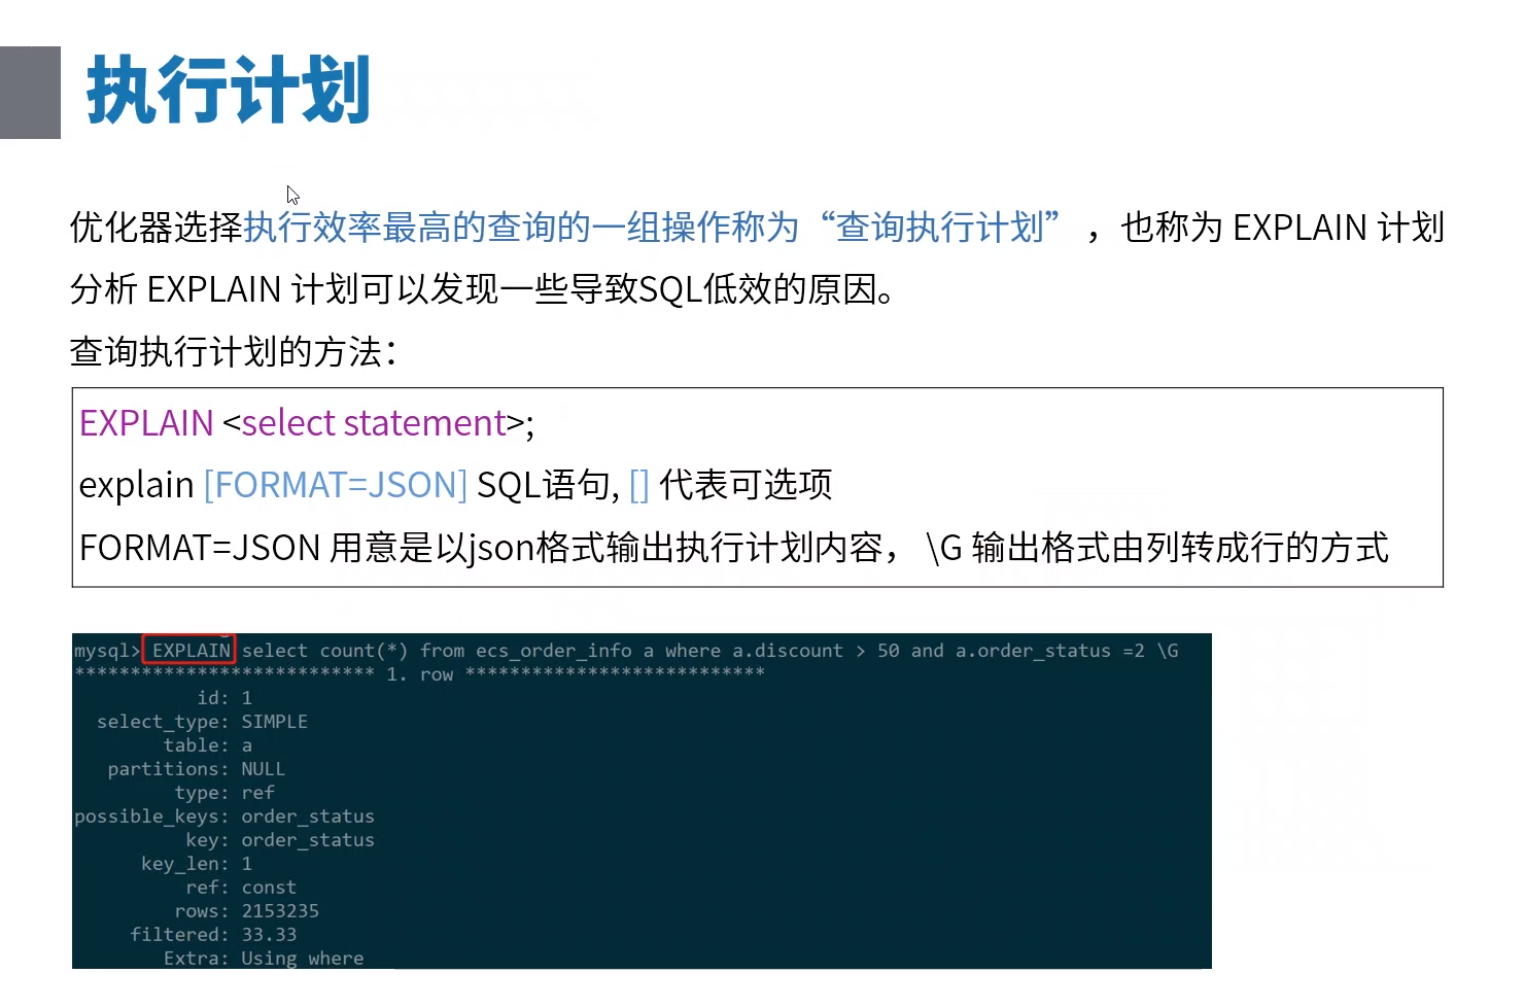 执行计划
优化器选择执行效率最高的查询的一组操作称为“查询执行计划”，也称为 EXPLAIN 计划
分析 EXPLAIN 计划可以发现一些导致SQL低效的原因。
查询执行计划的方法：
EXPLAIN <select statement>;
explain [FORMAT=JSON] SQL语句, [] 代表可选项
FORMAT=JSON 用意是以json格式输出执行计划内容， \G 输出格式由列转成行的方式
mysql> EXPLAIN select count(*) from ecs_order_info a where a.discount > 50 and a.order_status =2 \G
*************************** 1. row ***************************
id: 1
select_type: SIMPLE
table: a
partitions: NULL
type: ref
possible_keys: order_status
key: order_status
key_len: 1
ref: const
rows: 2153235
filtered: 33.33
Extra: Using where